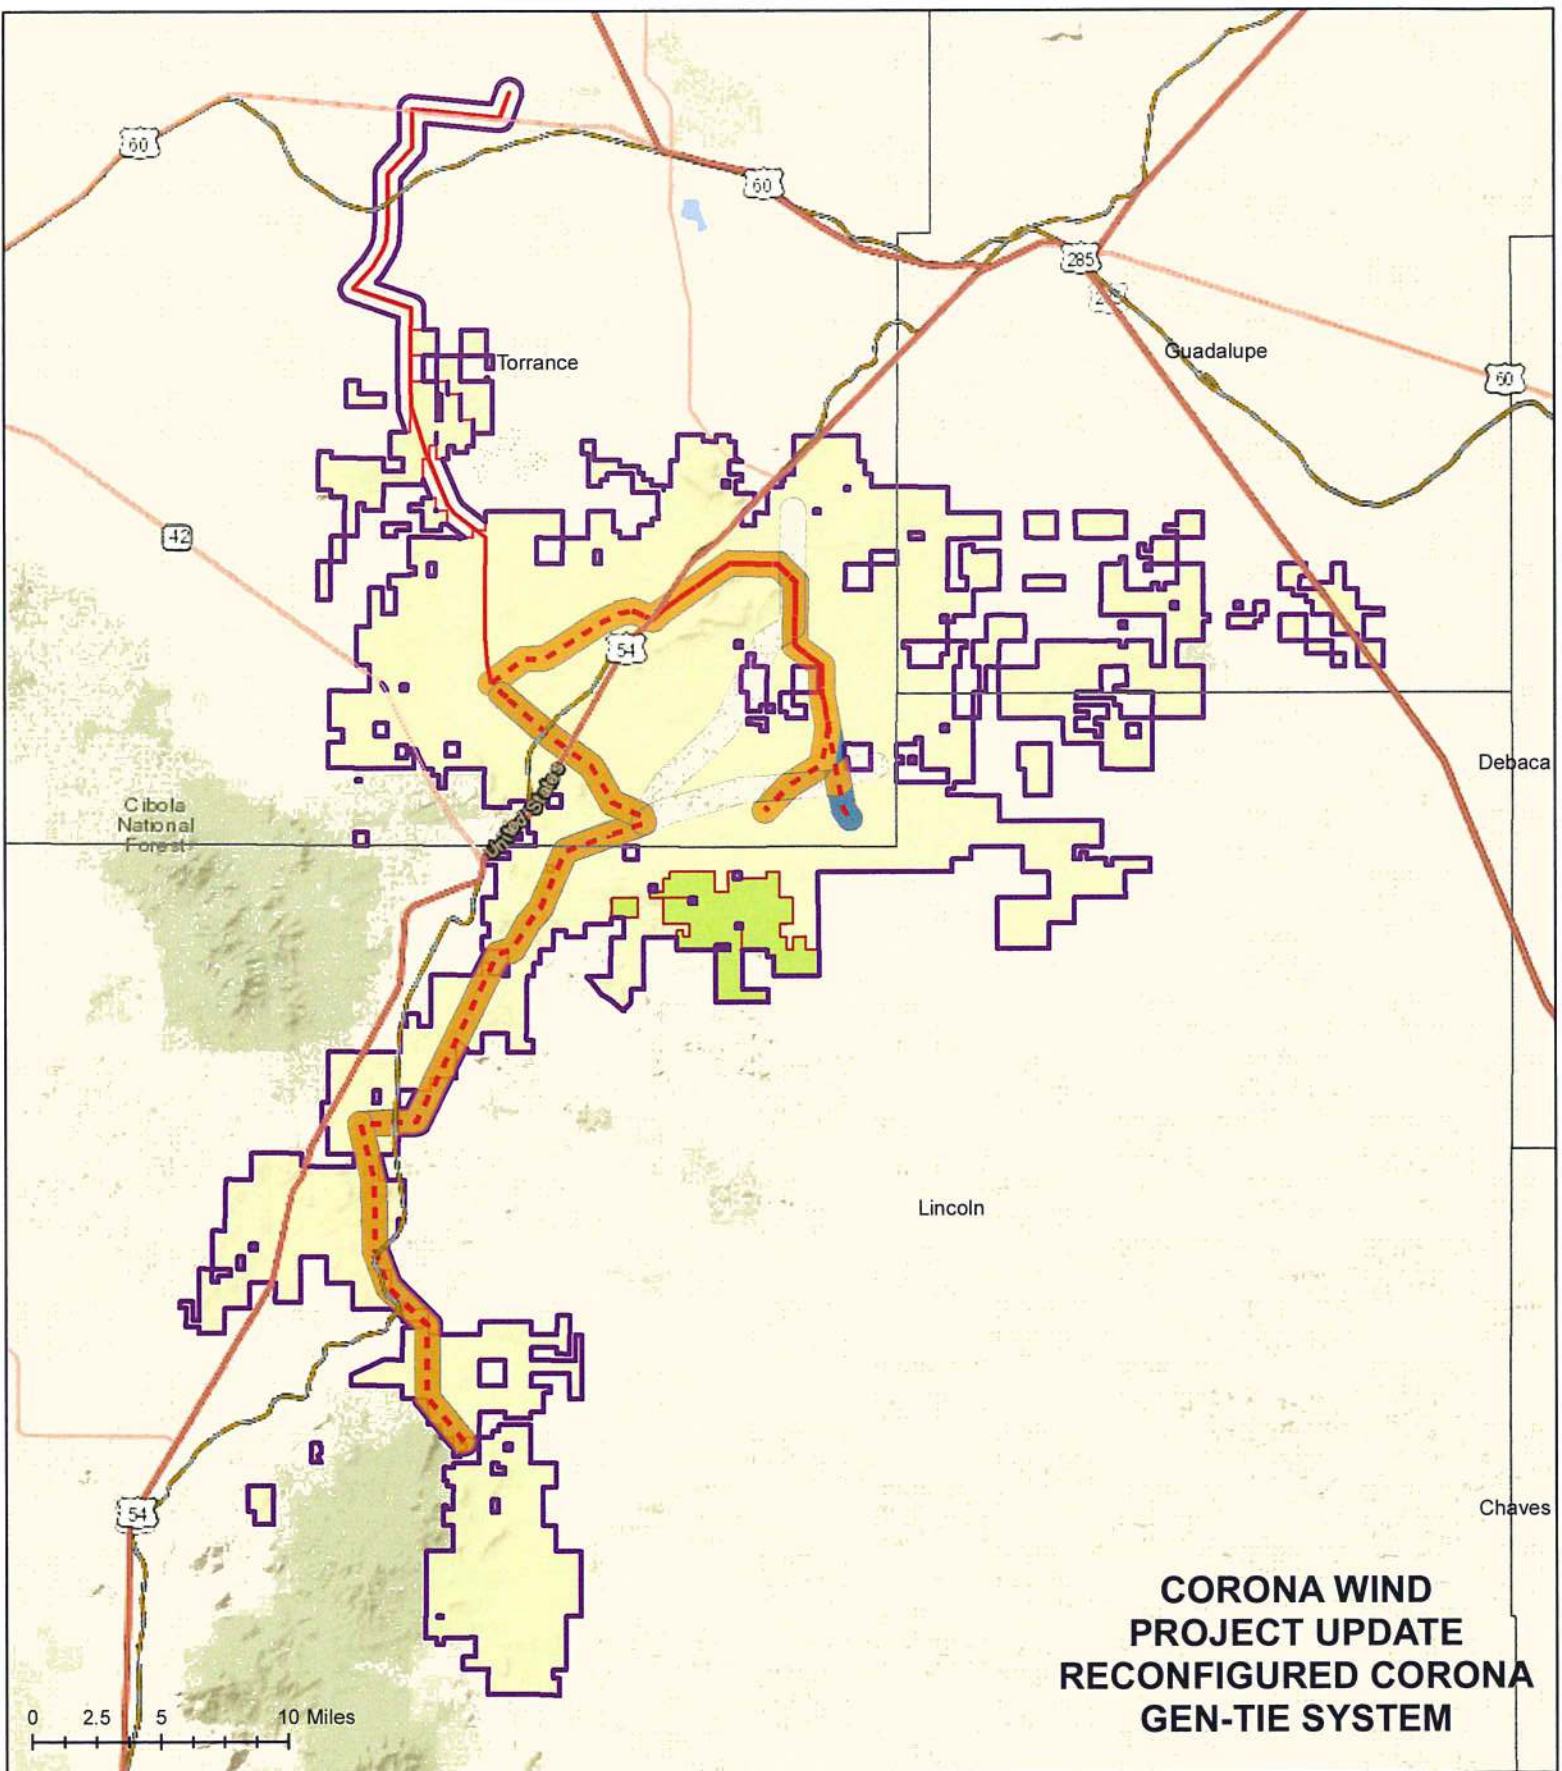 60
60
285
Torrance
Guadalupe
60
42
54
Debaca
United States
Cibola
National
Forest
Lincoln
Chaves
54
CORONA WIND
PROJECT UPDATE
RECONFIGURED CORONA
GEN-TIE SYSTEM
0 2.5 5 10 Miles